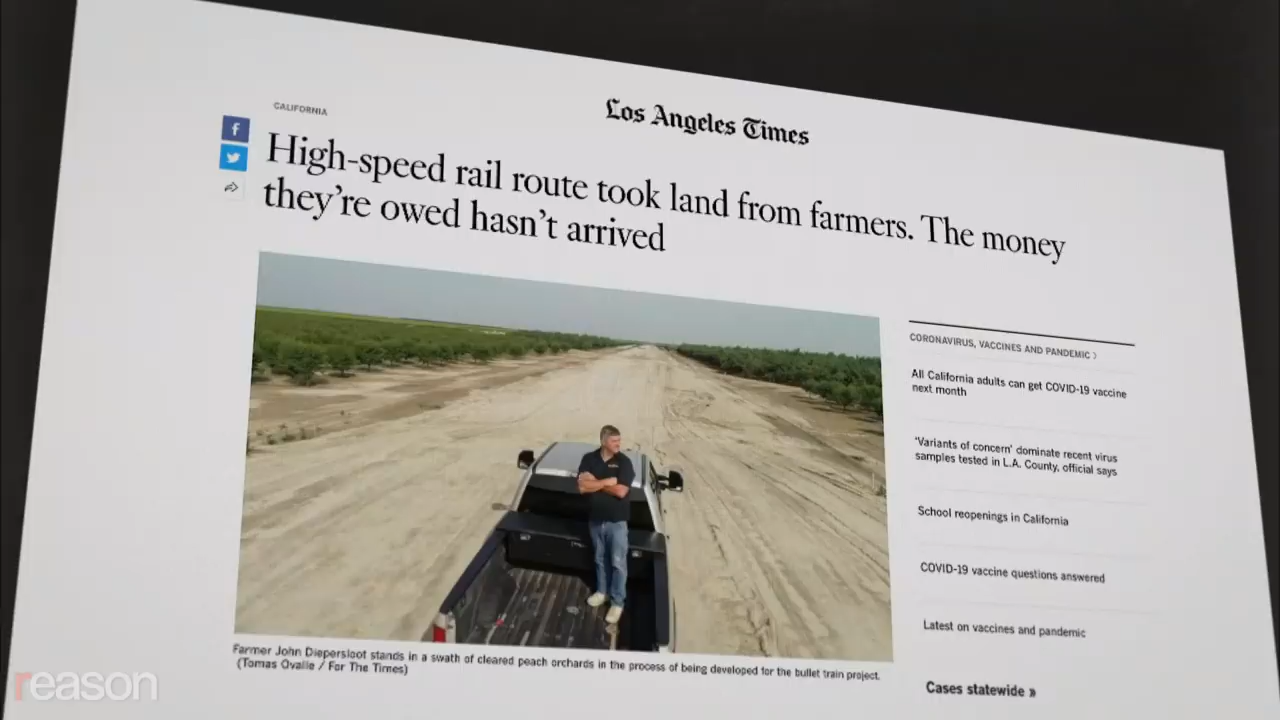 CALIFORNIA
Los Angeles Times
High-speed rail route took land from farmers. The money
they're owed hasn't arrived
CORONAVIRUS, VACCINES AND PANDEMIC >
All California adults can get COVID-19 vaccine
next month
'Variants of concern' dominate recent virus
samples tested in L.A. County, official says
School reopenings in California
COVID-19 vaccine questions answered
Latest on vaccines and pandemic
Cases statewide »
Farmer John Diepersloot stands in a swath of cleared peach orchards in the process of being developed for the bullet train project.
(Tomas Ovalle / For The Times)
reason